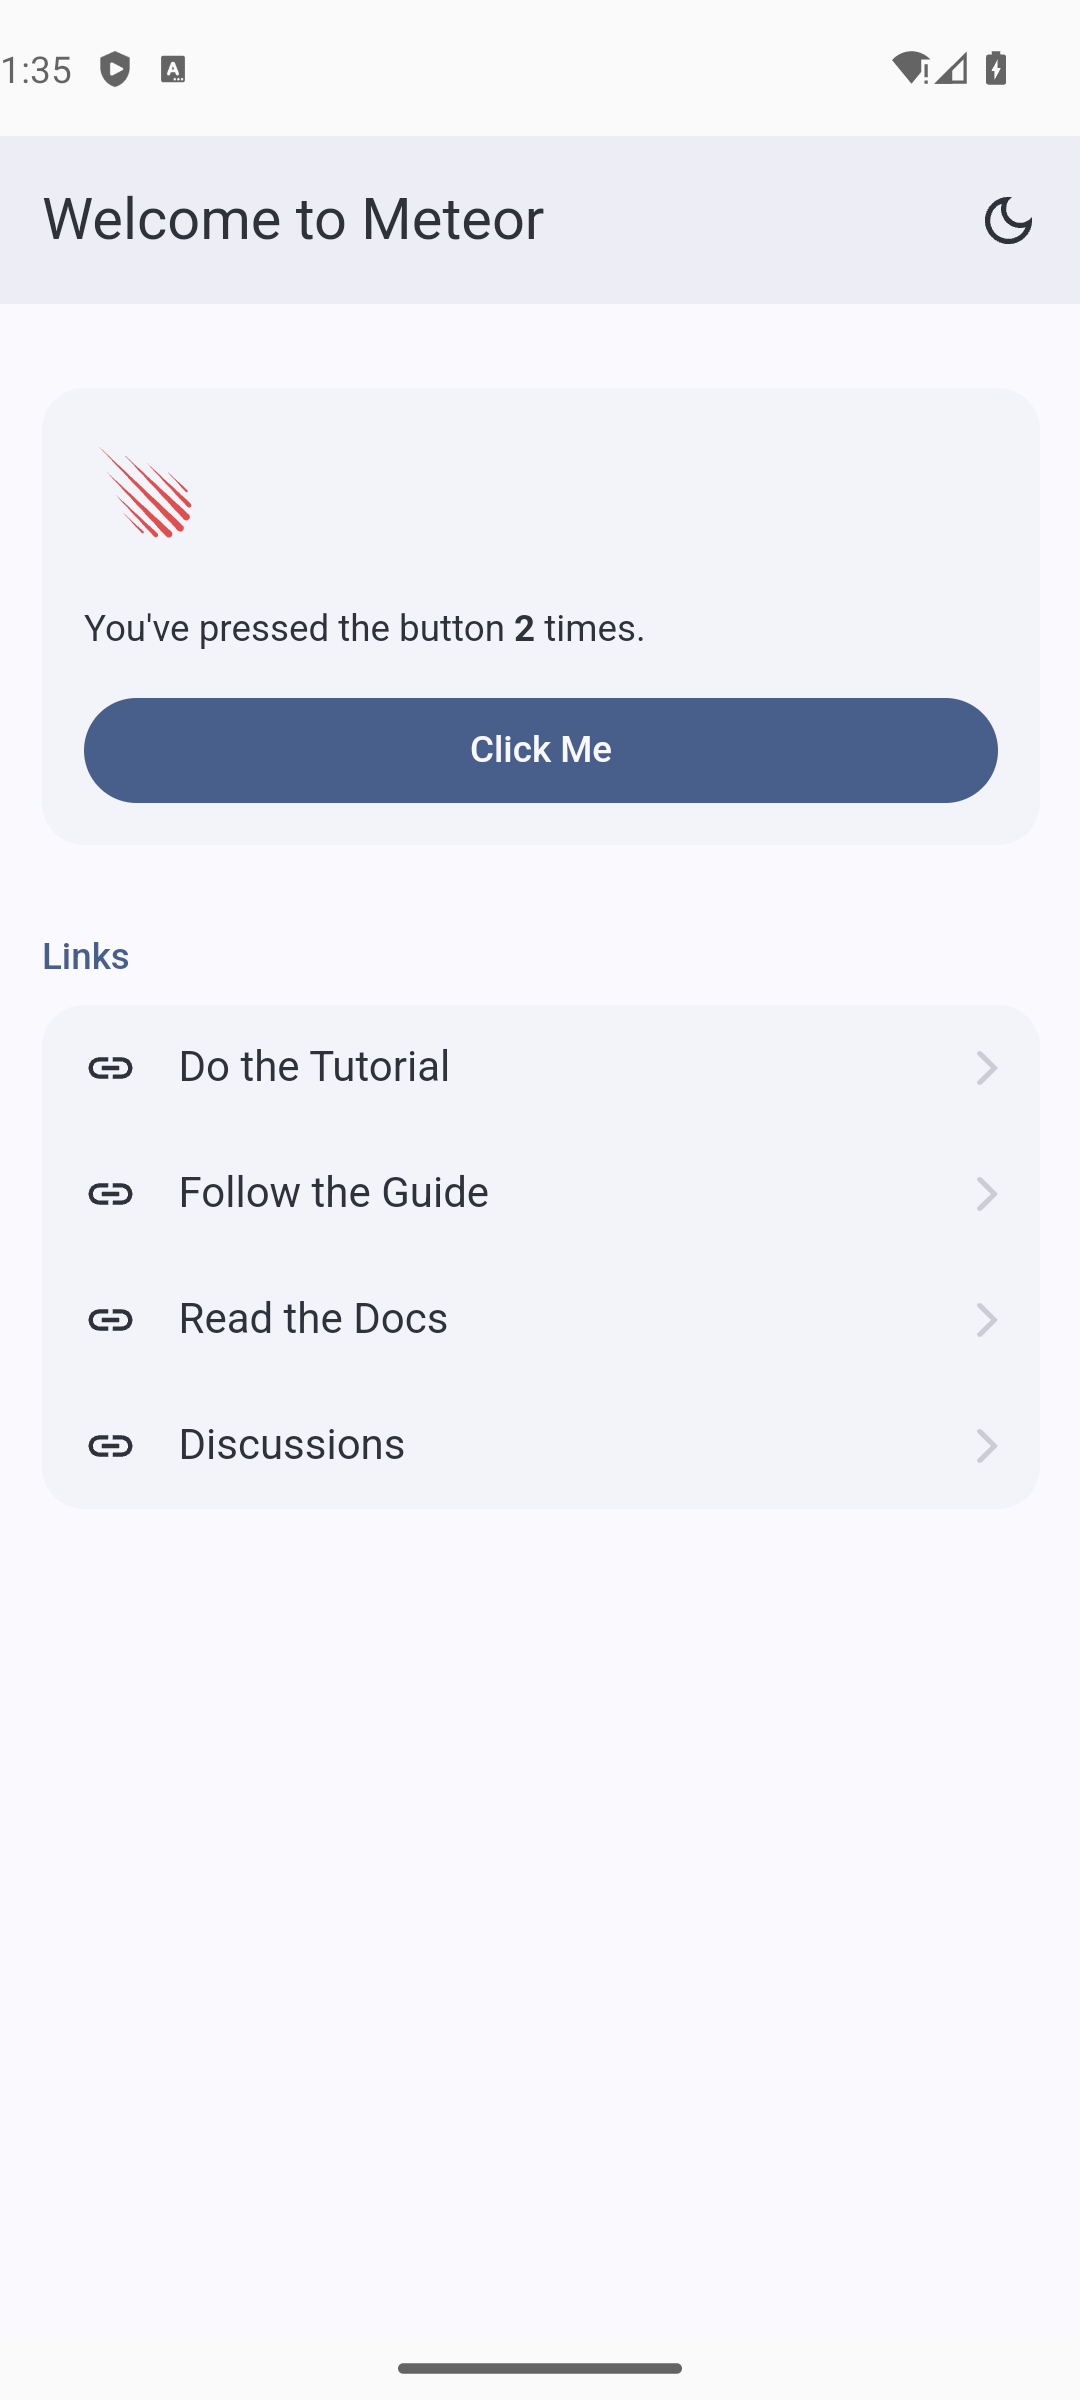 1:35
Welcome to Meteor
You've pressed the button 2 times.
Click Me
Links
Do the Tutorial
Follow the Guide
Read the Docs
Discussions